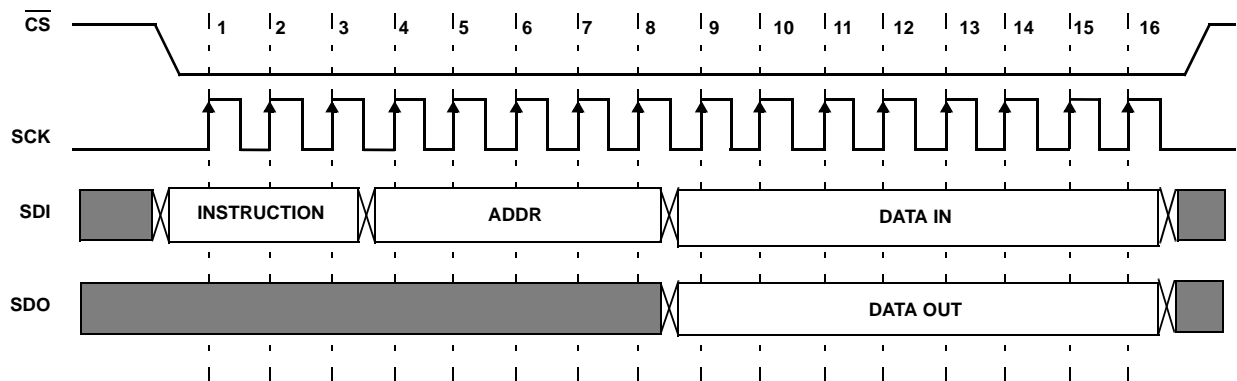 CS 1 2 3 4 5 6 7 8 9 10 11 12 13 14 15 16
SCK
SDI INSTRUCTION ADDR DATA IN
SDO DATA OUT